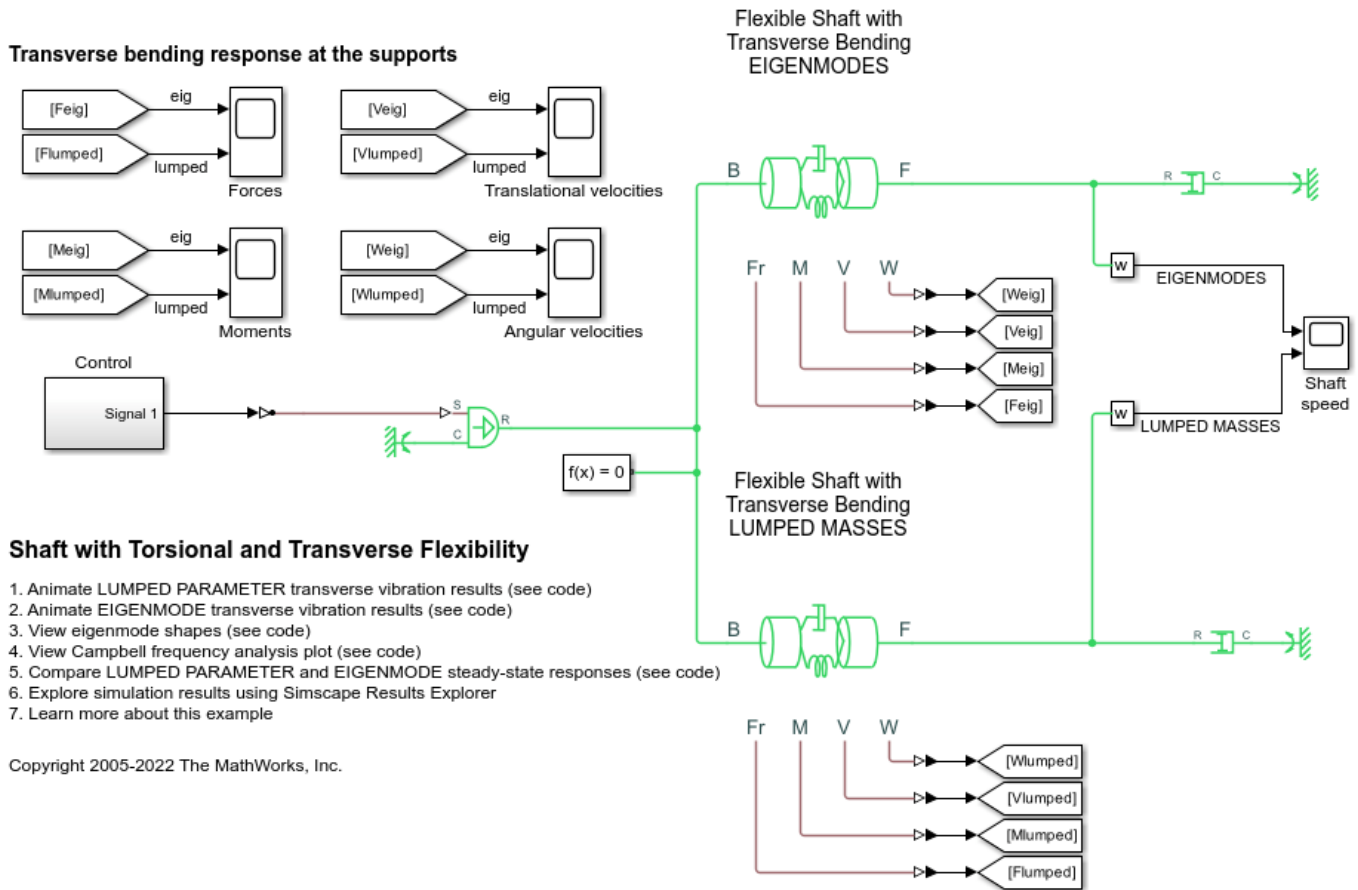 Flexible Shaft with
Transverse Bending
EIGENMODES
Transverse bending response at the supports
[Feig]
eig
[Flumped]
lumped
Forces
[Veig]
eig
[Vlumped]
lumped
Translational velocities
[Meig]
eig
[Mlumped]
lumped
Moments
[Weig]
eig
[Wlumped]
lumped
Angular velocities
B
F
R
C
Fr M V W
[Weig]
[Veig]
[Meig]
[Feig]
w
EIGENMODES
w
LUMPED MASSES
Shaft
speed
Control
Signal 1
S
C
R
f(x) = 0
Flexible Shaft with
Transverse Bending
LUMPED MASSES
B
F
R
C
Fr M V W
[Wlumped]
[Vlumped]
[Mlumped]
[Flumped]
Shaft with Torsional and Transverse Flexibility
1. Animate LUMPED PARAMETER transverse vibration results (see code)
2. Animate EIGENMODE transverse vibration results (see code)
3. View eigenmode shapes (see code)
4. View Campbell frequency analysis plot (see code)
5. Compare LUMPED PARAMETER and EIGENMODE steady-state responses (see code)
6. Explore simulation results using Simscape Results Explorer
7. Learn more about this example
Copyright 2005-2022 The MathWorks, Inc.